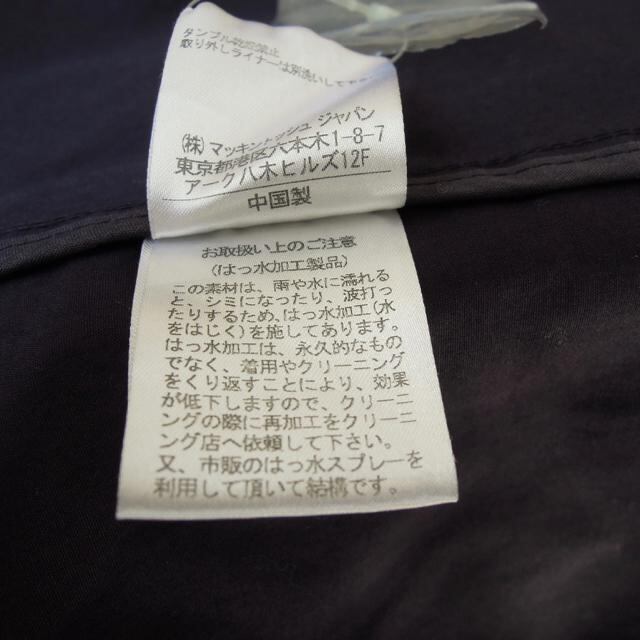 タンブル乾燥禁止
取り外しライナーは別洗いして下さい
(株) マッキントッシュ ジャパン
東京都港区六本木1-8-7
アーク八木ヒルズ12F
中国製
お取扱い上のご注意
(はっ水加工製品)
この素材は、雨や水に濡れる
と、シミになったり、波打っ
たりするため、はっ水加工(水
をはじく)を施してあります。
はっ水加工は、永久的なもの
でなく、着用やクリーニング
をくり返すことにより、効果
が低下しますので、クリーニ
ングの際に再加工をクリーニ
ング店へ依頼して下さい。
又、市販のはっ水スプレーを
利用して頂いて結構です。